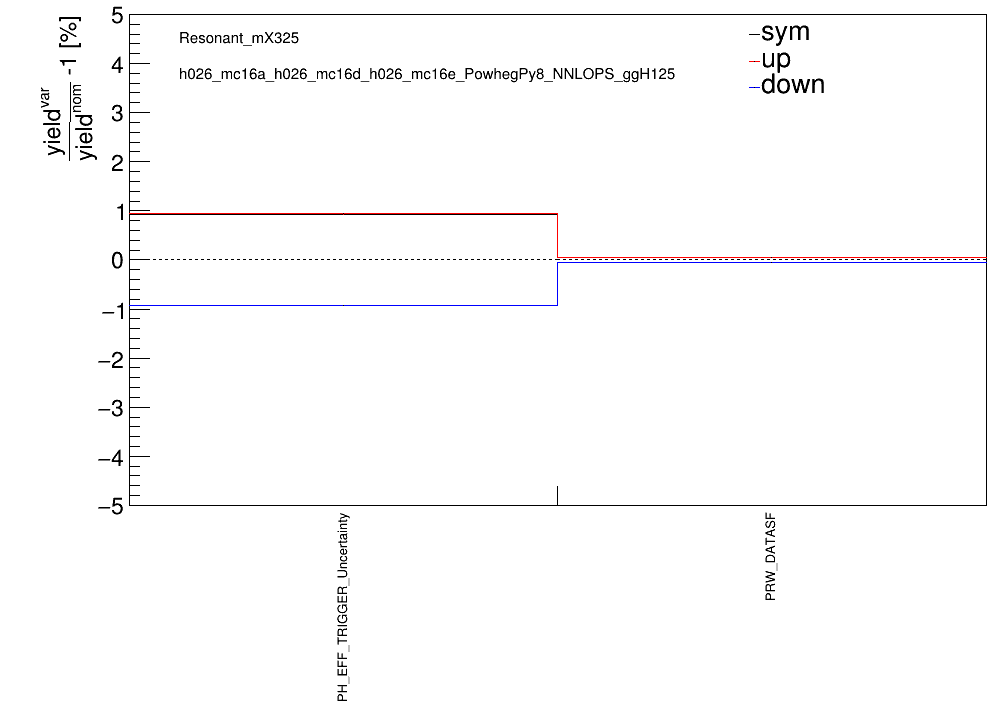 yield^var / yield^nom -1 [%]
5
4
3
2
1
0
−1
−2
−3
−4
−5
Resonant_mX325
h026_mc16a_h026_mc16d_h026_mc16e_PowhegPy8_NNLOPS_ggH125
sym
up
down
PH_EFF_TRIGGER_Uncertainty
PRW_DATASF